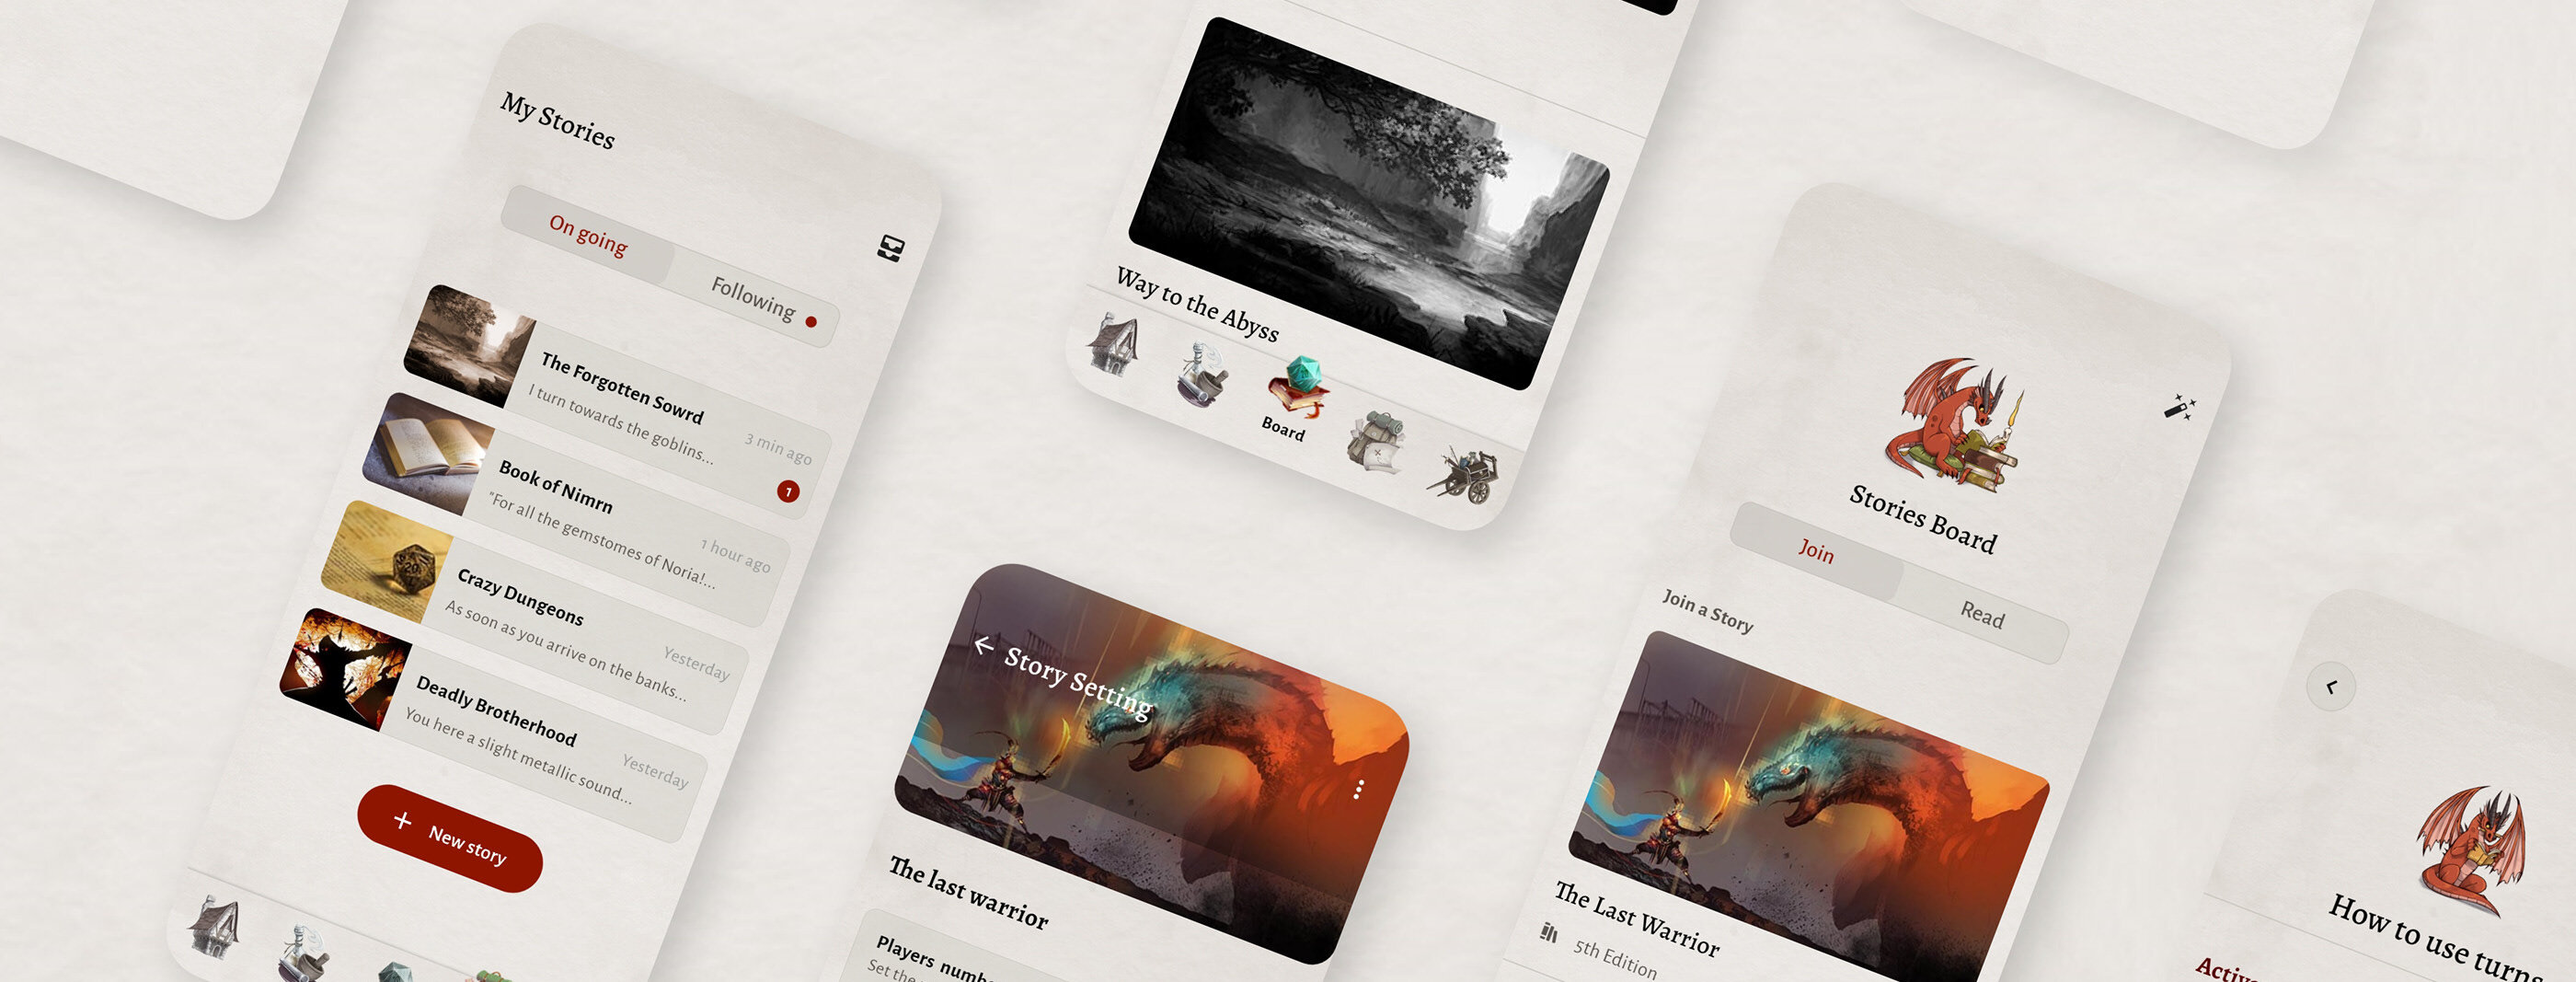 My Stories
On going
Following
The Forgotten Sowrd
I turn towards the goblins...
3 min ago
1
Book of Nimrn
"For all the gemstomes of Noria!...
1 hour ago
Crazy Dungeons
As soon as you arrive on the banks...
Yesterday
Deadly Brotherhood
You here a slight metallic sound...
Yesterday
+ New story
Way to the Abyss
Board
Story Setting
The last warrior
Players numb
Set the
Stories Board
Join
Read
Join a Story
The Last Warrior
5th Edition
How to use turns
Activ